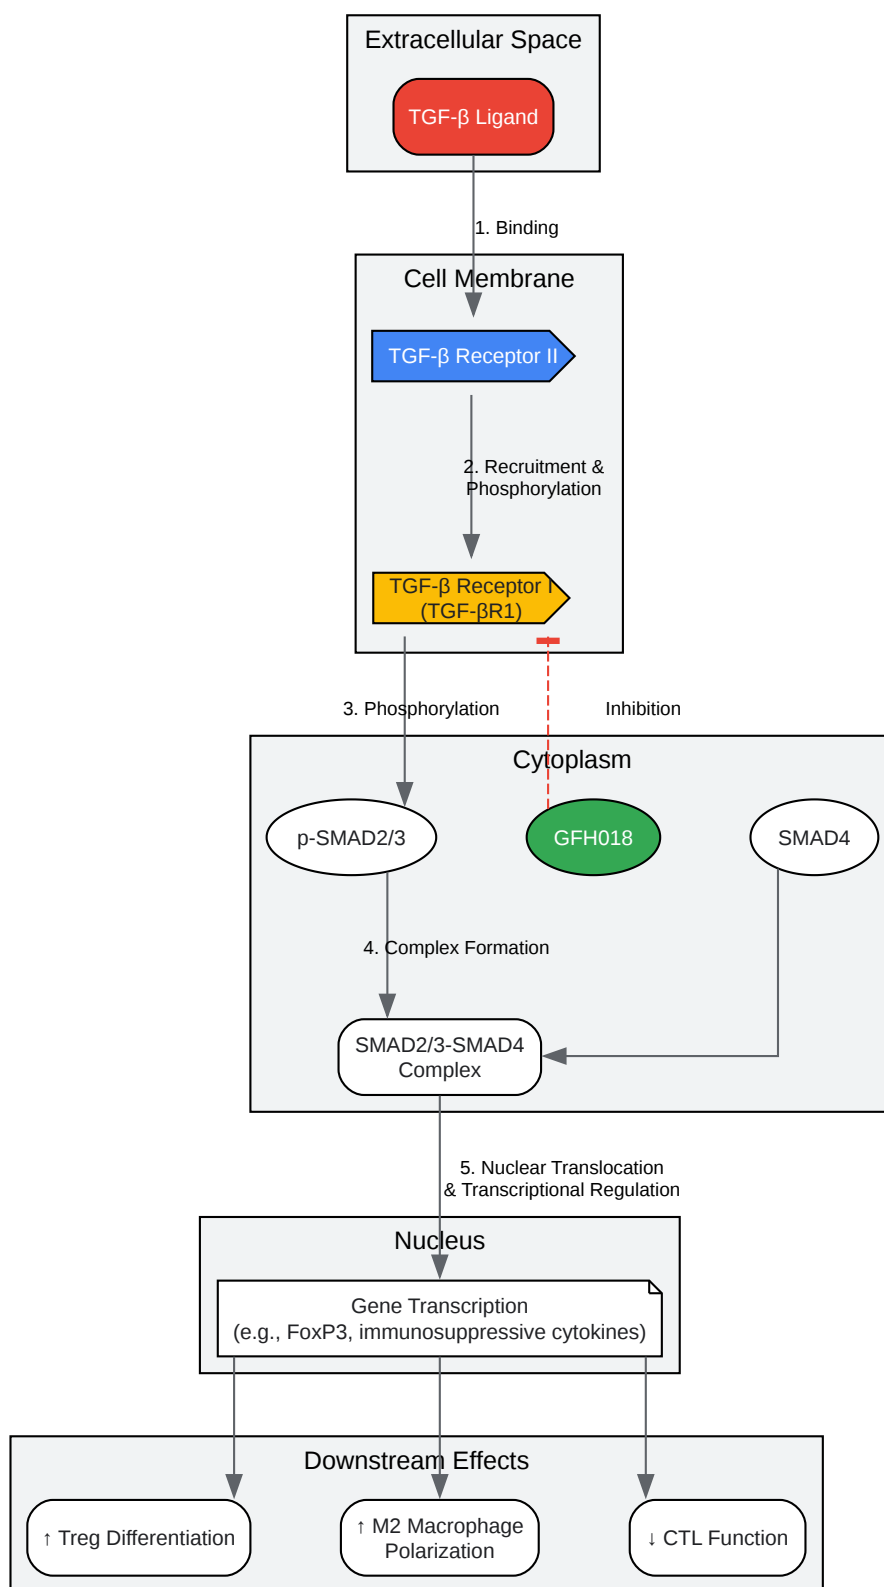 Extracellular Space
TGF-β Ligand
1. Binding
Cell Membrane
TGF-β Receptor II
2. Recruitment &
Phosphorylation
TGF-β Receptor I
(TGF-βR1)
3. Phosphorylation
Inhibition
Cytoplasm
p-SMAD2/3
GFH018
SMAD4
4. Complex Formation
SMAD2/3-SMAD4
Complex
5. Nuclear Translocation
& Transcriptional Regulation
Nucleus
Gene Transcription
(e.g., FoxP3, immunosuppressive cytokines)
Downstream Effects
↑ Treg Differentiation
↑ M2 Macrophage
Polarization
↓ CTL Function